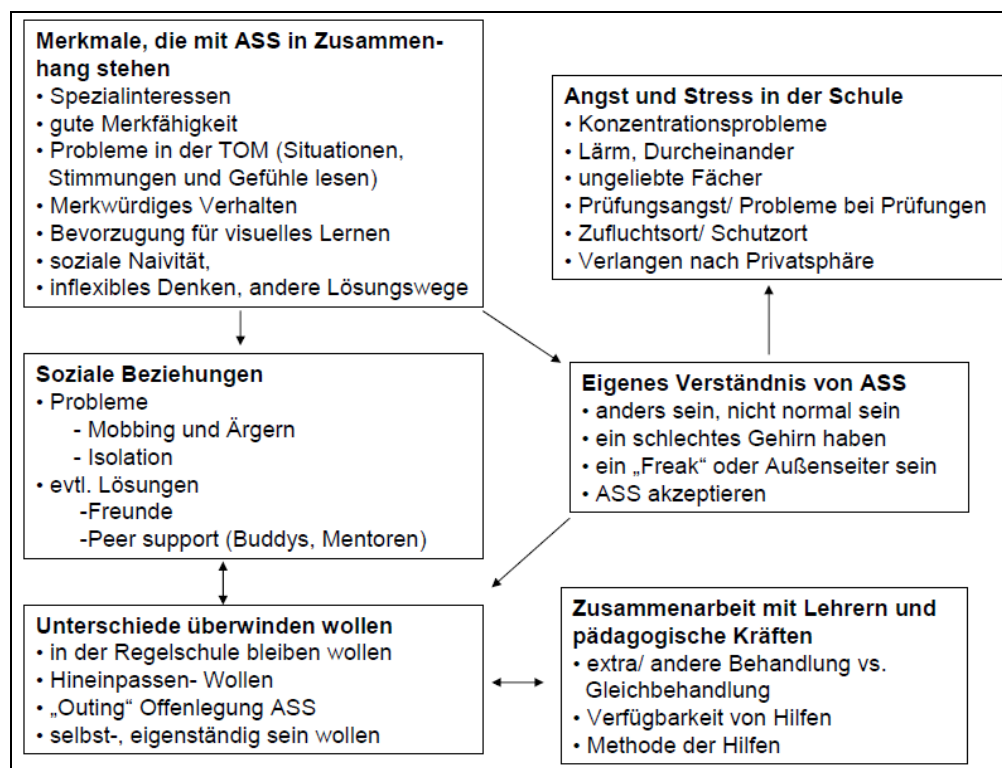 Merkmale, die mit ASS in Zusammen-
hang stehen
• Spezialinteressen
• gute Merkfähigkeit
• Probleme in der TOM (Situationen,
Stimmungen und Gefühle lesen)
• Merkwürdiges Verhalten
• Bevorzugung für visuelles Lernen
• soziale Naivität,
• inflexibles Denken, andere Lösungswege
Angst und Stress in der Schule
• Konzentrationsprobleme
• Lärm, Durcheinander
• ungeliebte Fächer
• Prüfungsangst/ Probleme bei Prüfungen
• Zufluchtsort/ Schutzort
• Verlangen nach Privatsphäre
Soziale Beziehungen
• Probleme
- Mobbing und Ärgern
- Isolation
• evtl. Lösungen
-Freunde
-Peer support (Buddys, Mentoren)
Eigenes Verständnis von ASS
• anders sein, nicht normal sein
• ein schlechtes Gehirn haben
• ein „Freak“ oder Außenseiter sein
• ASS akzeptieren
Unterschiede überwinden wollen
• in der Regelschule bleiben wollen
• Hineinpassen- Wollen
• „Outing“ Offenlegung ASS
• selbst-, eigenständig sein wollen
Zusammenarbeit mit Lehrern und
pädagogische Kräften
• extra/ andere Behandlung vs.
Gleichbehandlung
• Verfügbarkeit von Hilfen
• Methode der Hilfen